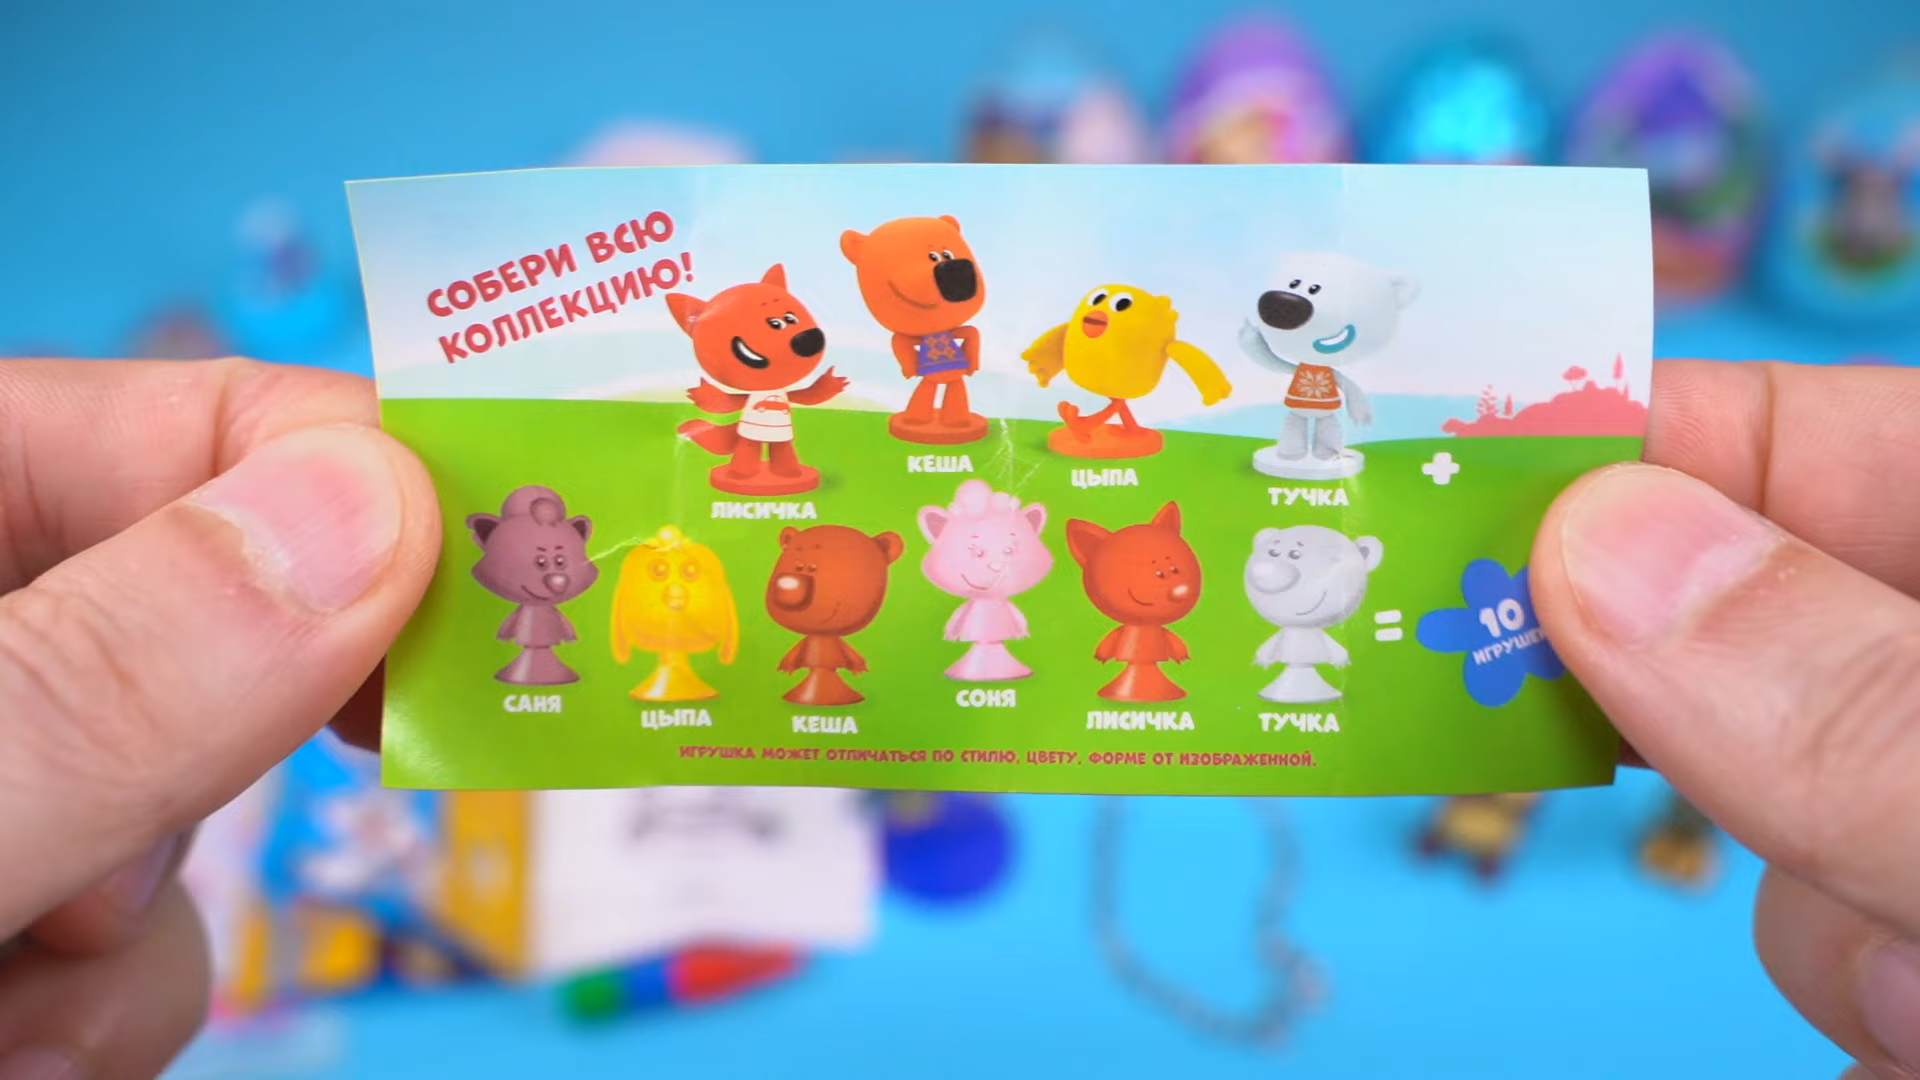 СОБЕРИ ВСЮ
КОЛЛЕКЦИЮ!
ЛИСИЧКА
КЕША
ЦЫПА
ТУЧКА
+
САНЯ
ЦЫПА
КЕША
СОНЯ
ЛИСИЧКА
ТУЧКА
=
10
ИГРУШЕК
ИГРУШКА МОЖЕТ ОТЛИЧАТЬСЯ ПО СТИЛЮ, ЦВЕТУ, ФОРМЕ ОТ ИЗОБРАЖЕННОЙ.